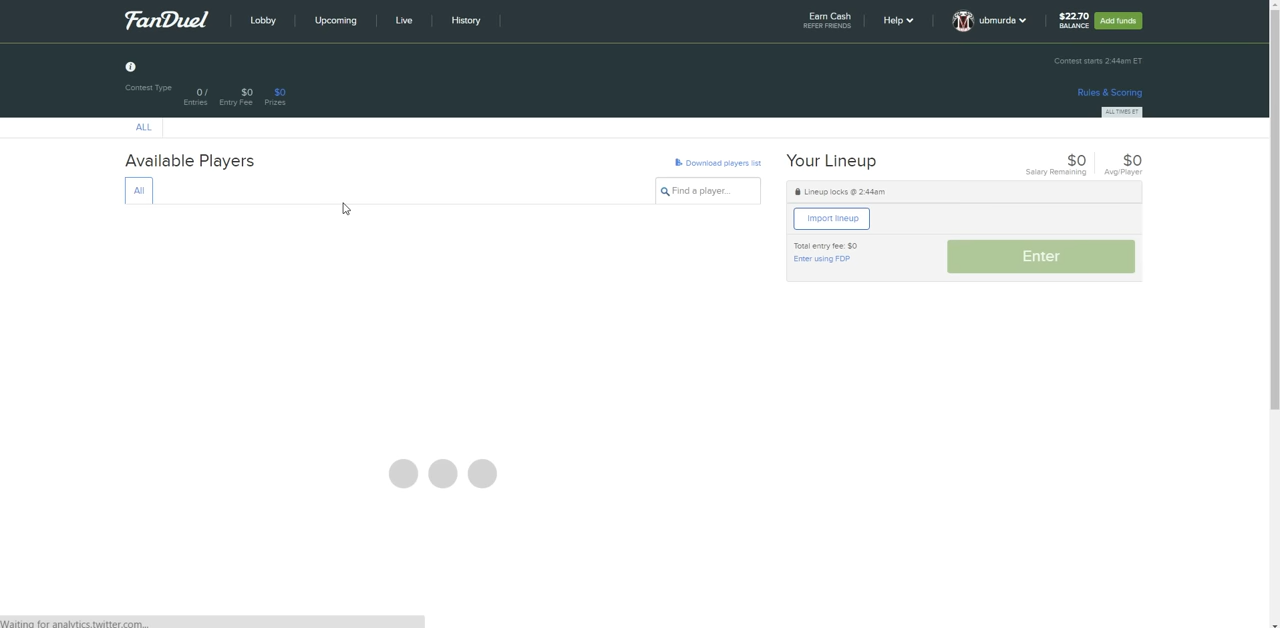 FanDuel
Lobby
Upcoming
Live
History
Earn Cash
REFER FRIENDS
Help
ubmurda
$22.70
BALANCE
Add funds
Contest starts 2:44am ET
Contest Type
0 /
Entries
$0
Entry Fee
$0
Prizes
Rules & Scoring
ALL TIMES ET
ALL
Available Players
Download players list
Your Lineup
$0
Salary Remaining
$0
Avg/Player
All
Find a player...
Lineup locks @ 2:44am
Import lineup
Total entry fee: $0
Enter using FDP
Enter
Waiting for analytics.twitter.com...